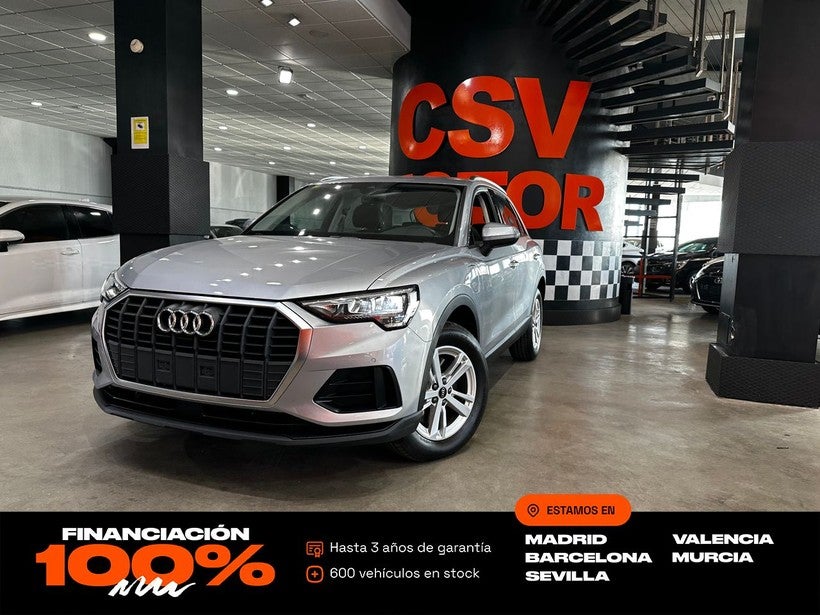 CSV
MOTOR
FINANCIACIÓN
100%
Hasta 3 años de garantía
600 vehículos en stock
ESTAMOS EN
MADRID
BARCELONA
SEVILLA
VALENCIA
MURCIA